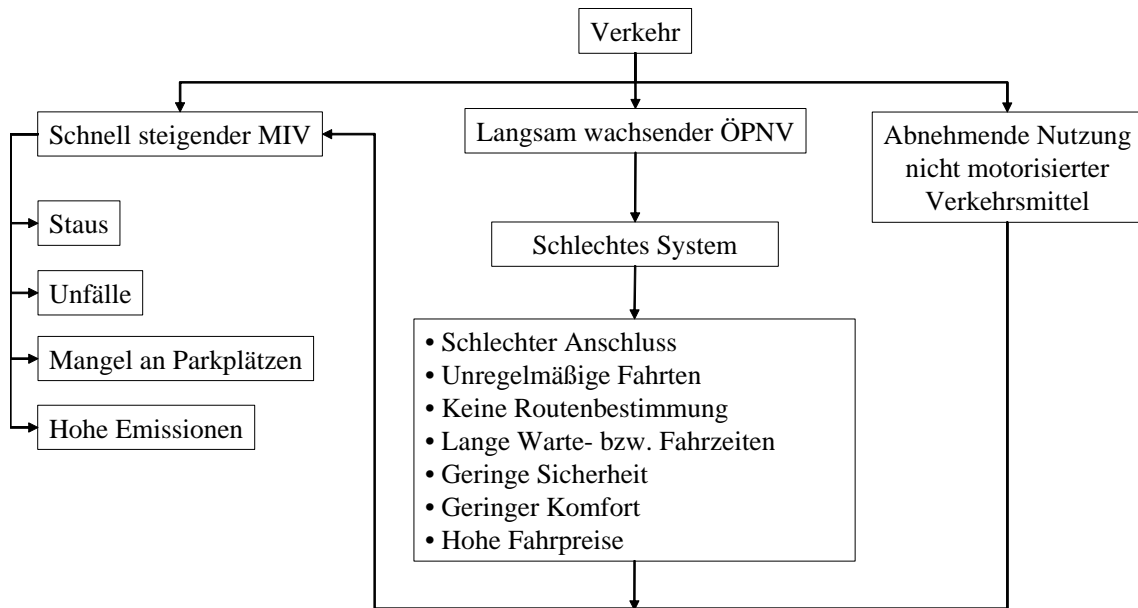 Verkehr
Schnell steigender MIV
Langsam wachsender ÖPNV
Abnehmende Nutzung
nicht motorisierter
Verkehrsmittel
Staus
Schlechtes System
Unfälle
Mangel an Parkplätzen
Hohe Emissionen
• Schlechter Anschluss
• Unregelmäßige Fahrten
• Keine Routenbestimmung
• Lange Warte- bzw. Fahrzeiten
• Geringe Sicherheit
• Geringer Komfort
• Hohe Fahrpreise